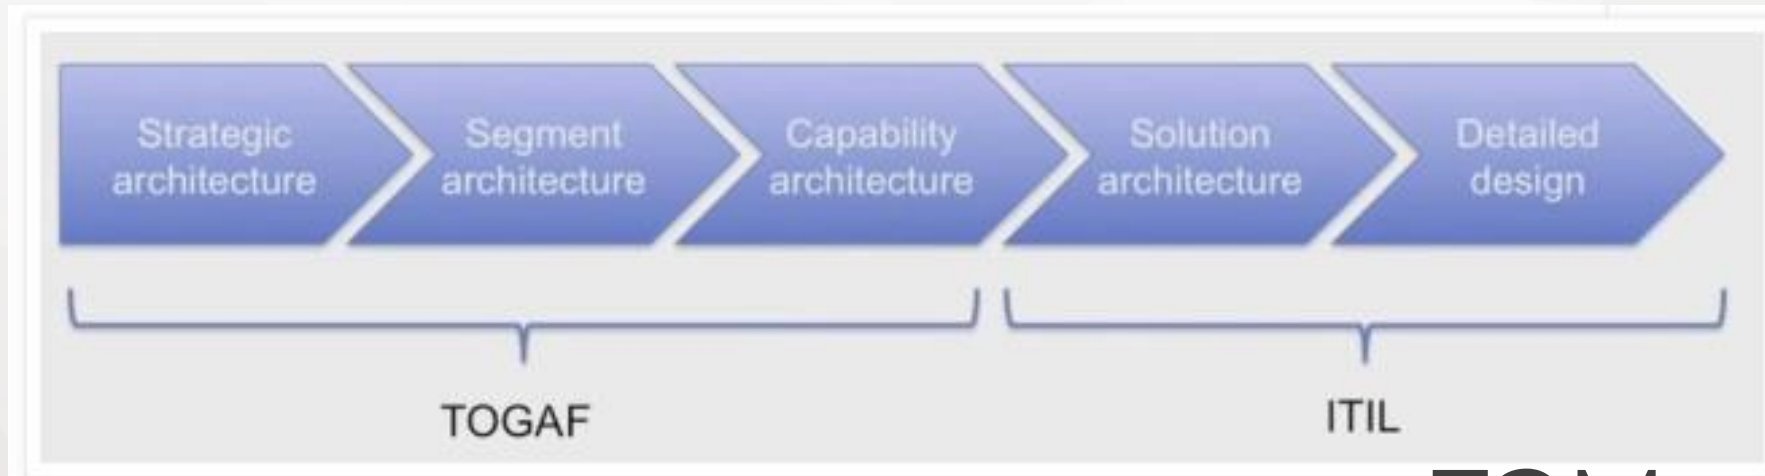 Strategic
architecture
Segment
architecture
Capability
architecture
Solution
architecture
Detailed
design
TOGAF
ITIL